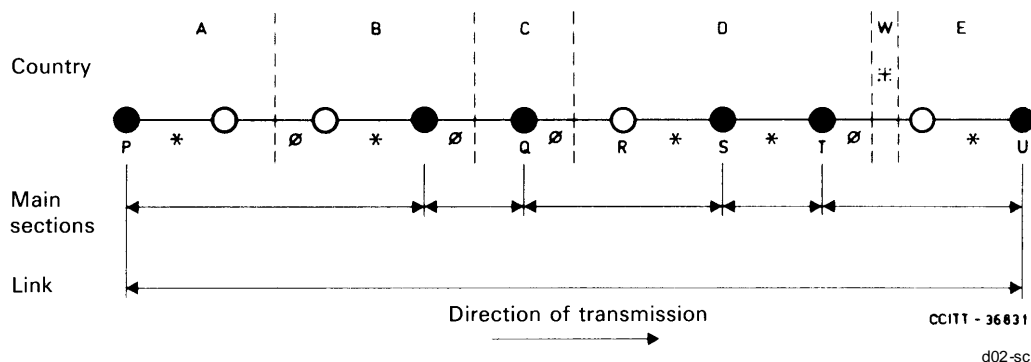 A B C D W E
Country
* ø * ø ø * * ø *
P Q R S T U
Main
sections
Link
Direction of transmission
CCITT - 36831
d02-sc